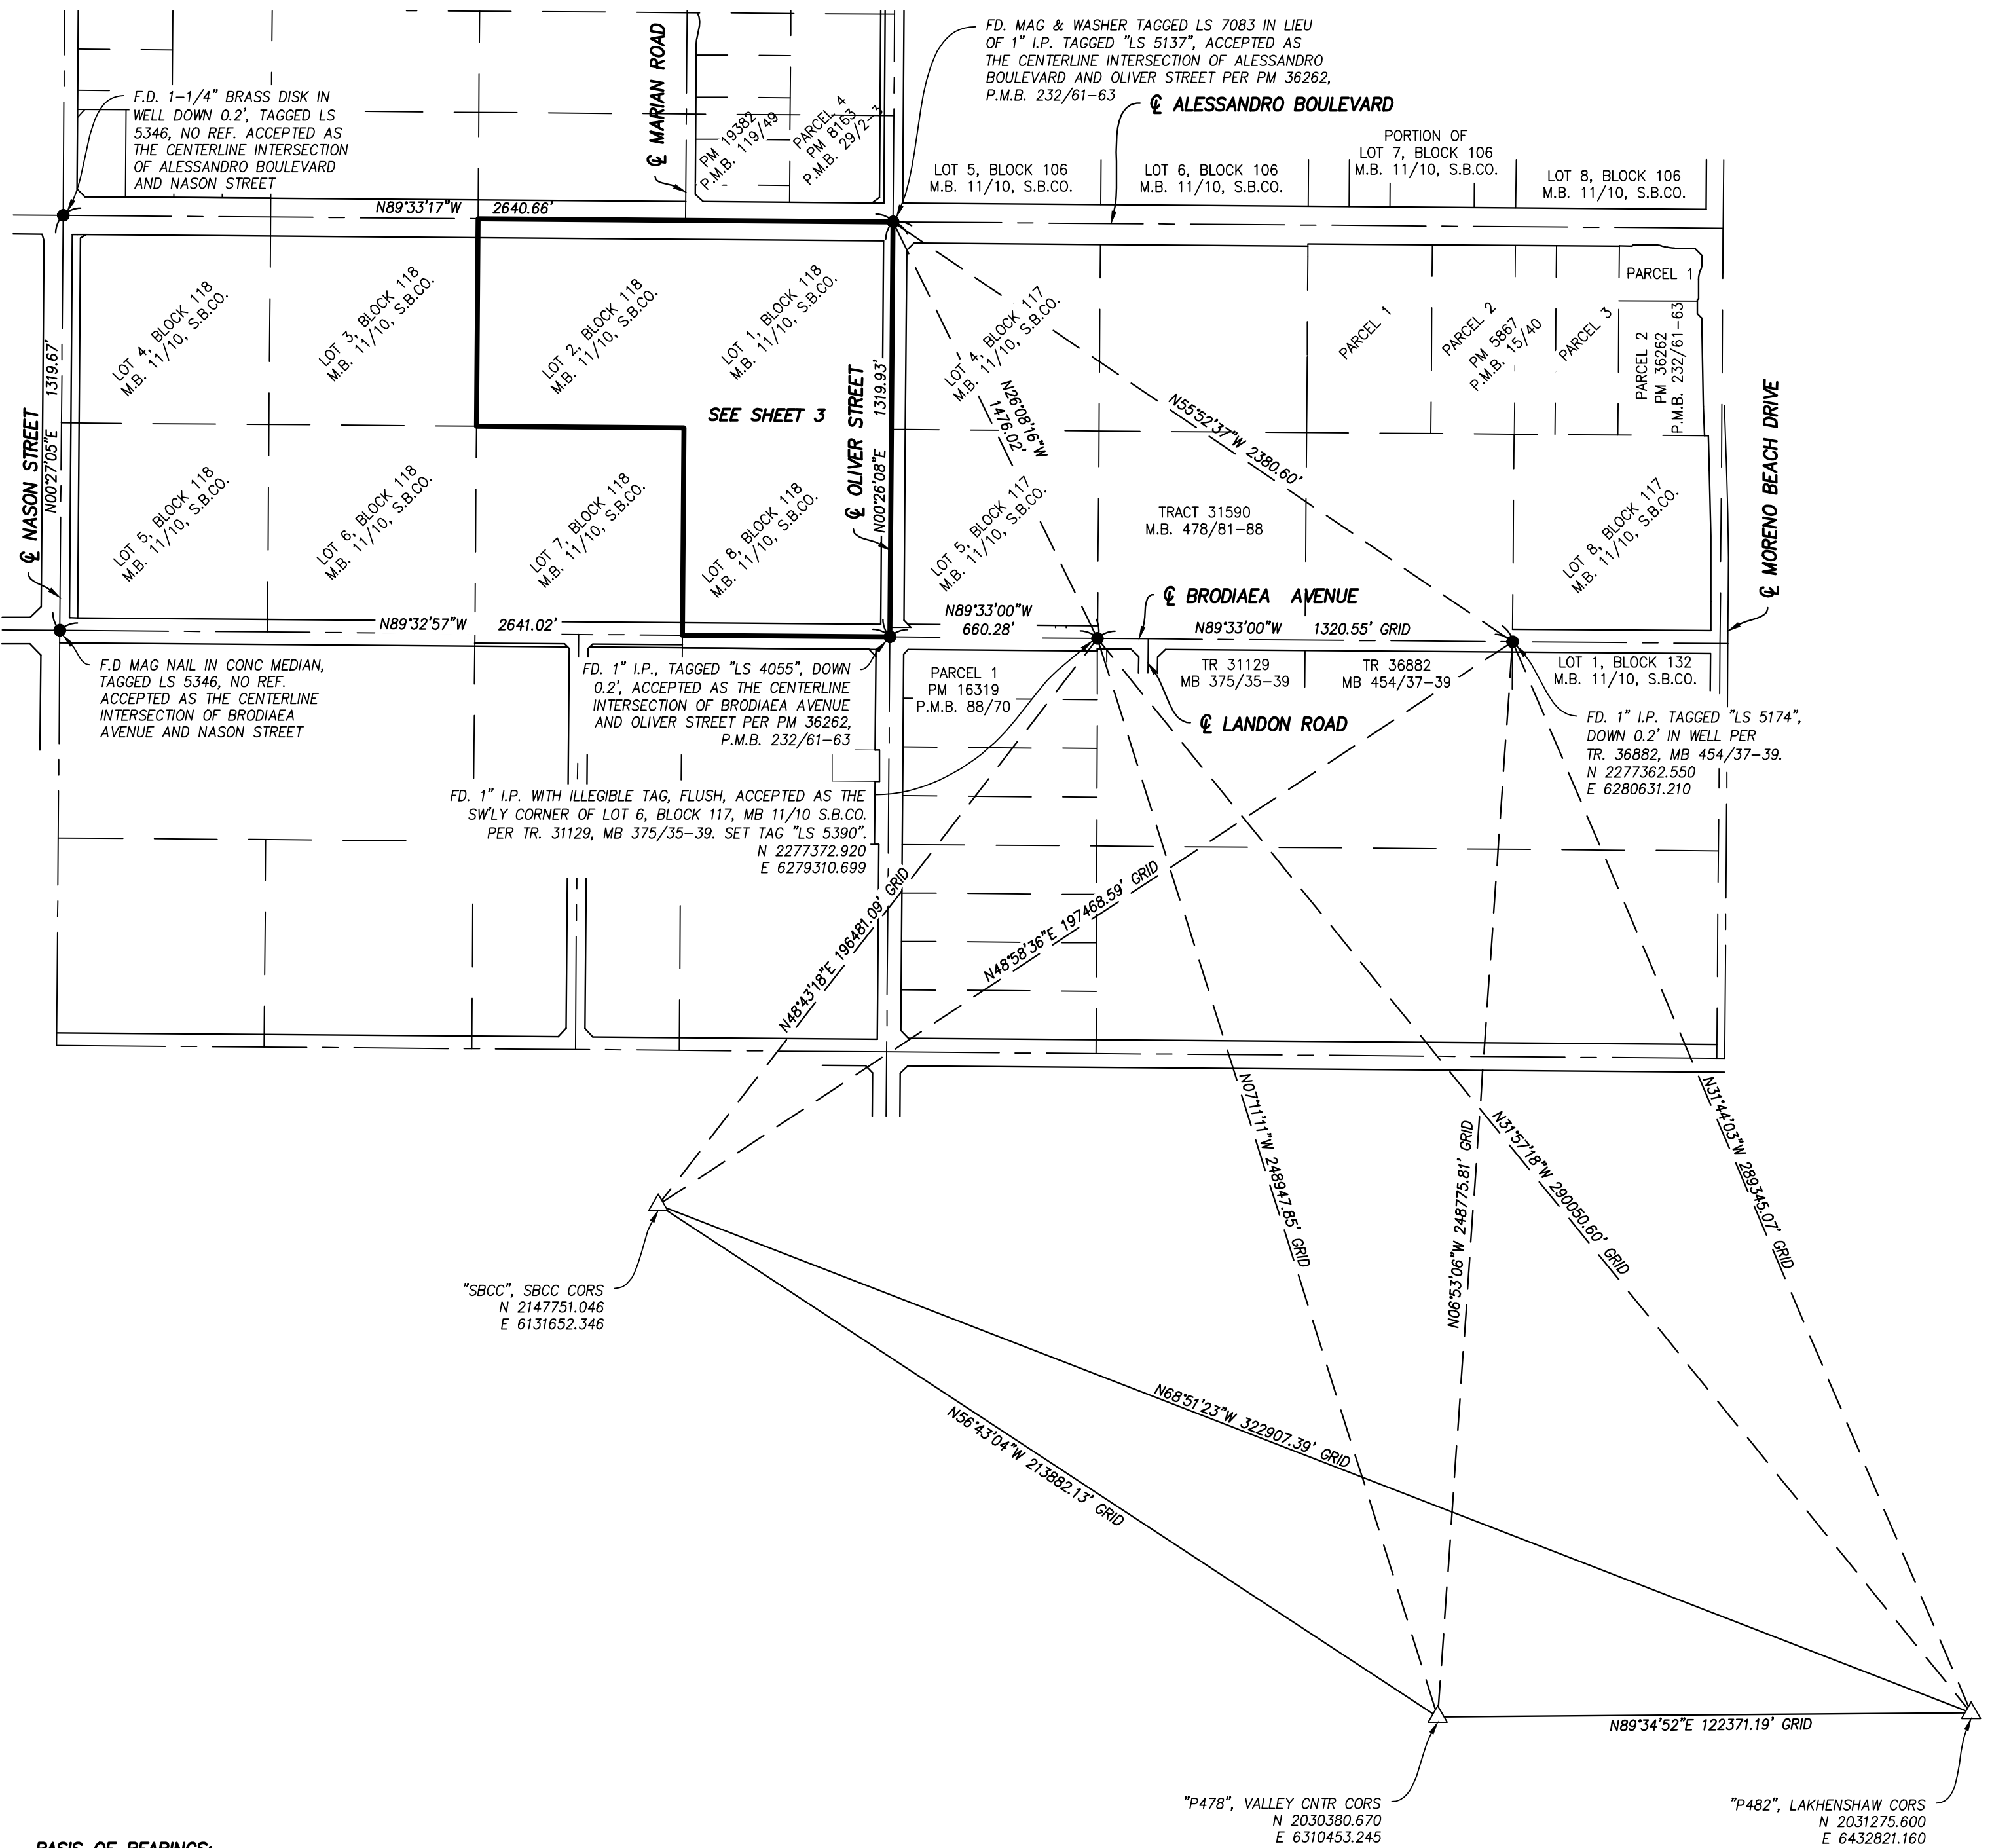 FD. MAG & WASHER TAGGED LS 7083 IN LIEU
OF 1" I.P. TAGGED "LS 5137", ACCEPTED AS
THE CENTERLINE INTERSECTION OF ALESSANDRO
BOULEVARD AND OLIVER STREET PER PM 36262,
P.M.B. 232/61-63
℄ MARIAN ROAD
F.D. 1-1/4" BRASS DISK IN
WELL DOWN 0.2', TAGGED LS
5346, NO REF. ACCEPTED AS
THE CENTERLINE INTERSECTION
OF ALESSANDRO BOULEVARD
AND NASON STREET
PM 19382
P.M.B. 119/49
PARCEL 4
PM 8163
P.M.B. 29/2-3
℄ ALESSANDRO BOULEVARD
LOT 5, BLOCK 106
M.B. 11/10, S.B.CO.
LOT 6, BLOCK 106
M.B. 11/10, S.B.CO.
PORTION OF
LOT 7, BLOCK 106
M.B. 11/10, S.B.CO.
LOT 8, BLOCK 106
M.B. 11/10, S.B.CO.
N89°33'17"W 2640.66'
LOT 4, BLOCK 118
M.B. 11/10, S.B.CO.
LOT 3, BLOCK 118
M.B. 11/10, S.B.CO.
LOT 2, BLOCK 118
M.B. 11/10, S.B.CO.
LOT 1, BLOCK 118
M.B. 11/10, S.B.CO.
LOT 4, BLOCK 117
M.B. 11/10, S.B.CO.
PARCEL 1
PARCEL 2
PM 5867
P.M.B. 15/40
PARCEL 3
PARCEL 1
PARCEL 2
PM 36262
P.M.B. 232/61-63
℄ NASON STREET
N00°27'05"E 1319.67'
SEE SHEET 3
℄ OLIVER STREET
N00°26'08"E 1319.93'
N26°08'16"W
1476.02'
N55°52'37"W 2380.60'
℄ MORENO BEACH DRIVE
LOT 5, BLOCK 118
M.B. 11/10, S.B.CO.
LOT 6, BLOCK 118
M.B. 11/10, S.B.CO.
LOT 7, BLOCK 118
M.B. 11/10, S.B.CO.
LOT 8, BLOCK 118
M.B. 11/10, S.B.CO.
LOT 5, BLOCK 117
M.B. 11/10, S.B.CO.
TRACT 31590
M.B. 478/81-88
LOT 8, BLOCK 117
M.B. 11/10, S.B.CO.
℄ BRODIAEA AVENUE
N89°32'57"W 2641.02'
N89°33'00"W
660.28'
N89°33'00"W 1320.55' GRID
F.D MAG NAIL IN CONC MEDIAN,
TAGGED LS 5346, NO REF.
ACCEPTED AS THE CENTERLINE
INTERSECTION OF BRODIAEA
AVENUE AND NASON STREET
FD. 1" I.P., TAGGED "LS 4055", DOWN
0.2', ACCEPTED AS THE CENTERLINE
INTERSECTION OF BRODIAEA AVENUE
AND OLIVER STREET PER PM 36262,
P.M.B. 232/61-63
PARCEL 1
PM 16319
P.M.B. 88/70
TR 31129
MB 375/35-39
TR 36882
MB 454/37-39
LOT 1, BLOCK 132
M.B. 11/10, S.B.CO.
℄ LANDON ROAD
FD. 1" I.P. TAGGED "LS 5174",
DOWN 0.2' IN WELL PER
TR. 36882, MB 454/37-39.
N 2277362.550
E 6280631.210
FD. 1" I.P. WITH ILLEGIBLE TAG, FLUSH, ACCEPTED AS THE
SW'LY CORNER OF LOT 6, BLOCK 117, MB 11/10 S.B.CO.
PER TR. 31129, MB 375/35-39. SET TAG "LS 5390".
N 2277372.920
E 6279310.699
N48°43'18"E 196481.09' GRID
N48°58'36"E 197468.59' GRID
N07°11'11"W 248947.85' GRID
N06°53'06"W 248775.81' GRID
N31°57'18"W 290050.60' GRID
N31°44'03"W 289345.07' GRID
"SBCC", SBCC CORS
N 2147751.046
E 6131652.346
N68°51'23"W 322907.39' GRID
N56°43'04"W 213882.13' GRID
N89°34'52"E 122371.19' GRID
"P478", VALLEY CNTR CORS
N 2030380.670
E 6310453.245
"P482", LAKHENSHAW CORS
N 2031275.600
E 6432821.160
BASIS OF BEARINGS: